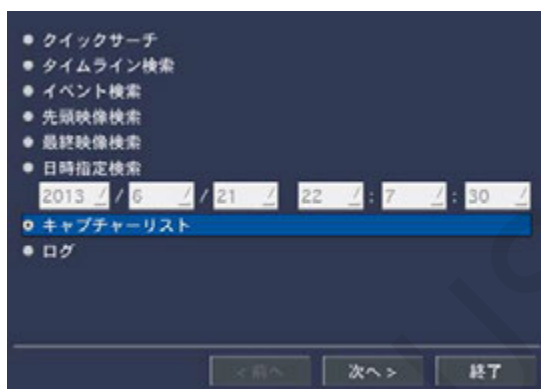 クイックサーチ
タイムライン検索
イベント検索
先頭映像検索
最終映像検索
日時指定検索
2013 / 6 / 21 22 : 7 : 30
キャプチャーリスト
ログ
< 前へ 次へ > 終了